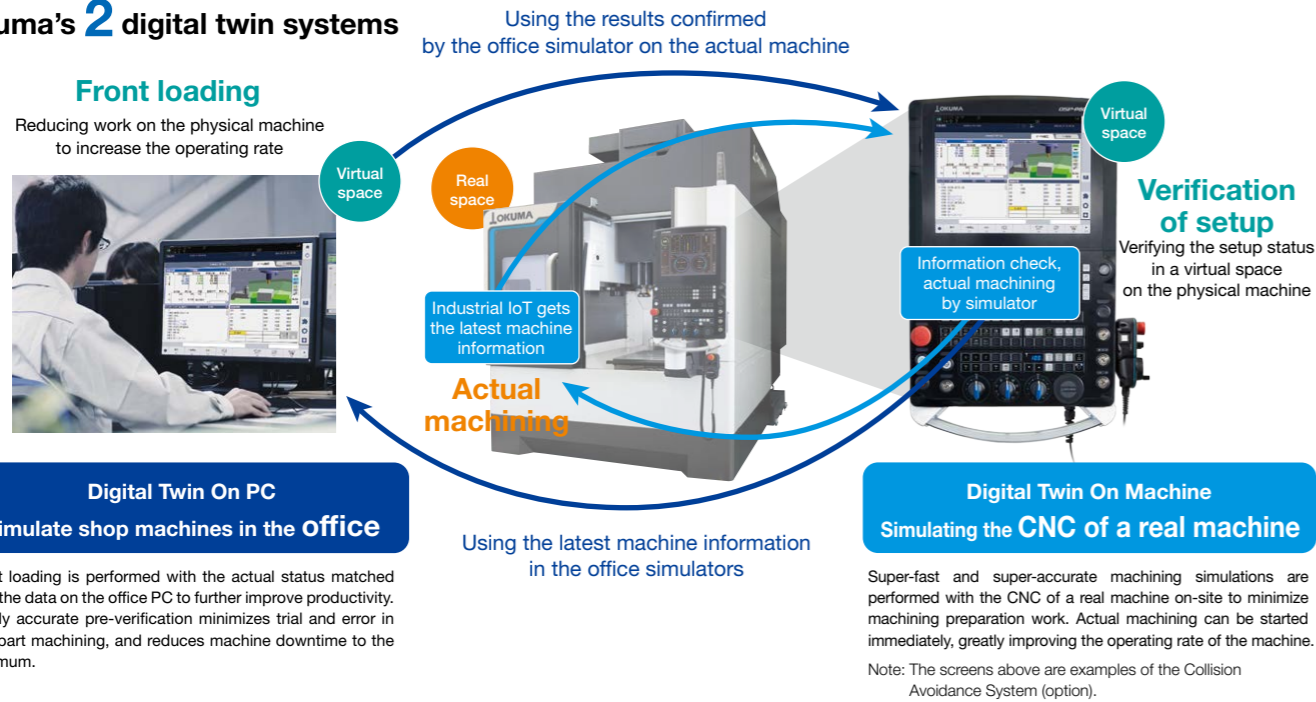 uma's 2 digital twin systems
Using the results confirmed
by the office simulator on the actual machine
Front loading
Reducing work on the physical machine
to increase the operating rate
Virtual
space
Real
space
OKUMA
Industrial IoT gets
the latest machine
information
Actual
machining
OKUMA
Virtual
space
Information check,
actual machining
by simulator
Verification
of setup
Verifying the setup status
in a virtual space
on the physical machine
Using the latest machine information
in the office simulators
Digital Twin On PC
imulate shop machines in the office
t loading is performed with the actual status matched
the data on the office PC to further improve productivity.
ly accurate pre-verification minimizes trial and error in
part machining, and reduces machine downtime to the
mum.
Digital Twin On Machine
Simulating the CNC of a real machine
Super-fast and super-accurate machining simulations are
performed with the CNC of a real machine on-site to minimize
machining preparation work. Actual machining can be started
immediately, greatly improving the operating rate of the machine.
Note: The screens above are examples of the Collision
Avoidance System (option).